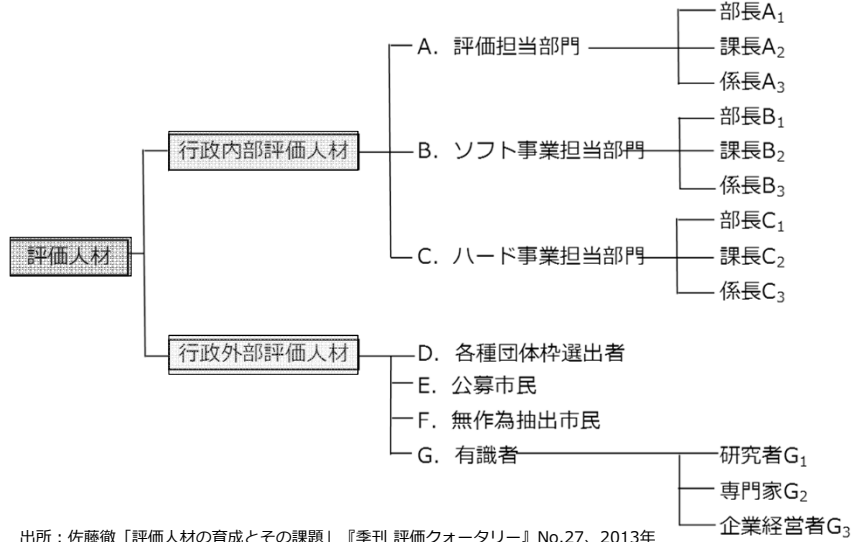 評価人材
行政内部評価人材
A. 評価担当部門
部長A₁
課長A₂
係長A₃
B. ソフト事業担当部門
部長B₁
課長B₂
係長B₃
C. ハード事業担当部門
部長C₁
課長C₂
係長C₃
行政外部評価人材
D. 各種団体枠選出者
E. 公募市民
F. 無作為抽出市民
G. 有識者
研究者G₁
専門家G₂
企業経営者G₃
出所：佐藤徹「評価人材の育成とその課題」『季刊 評価クォータリー』No.27、2013年